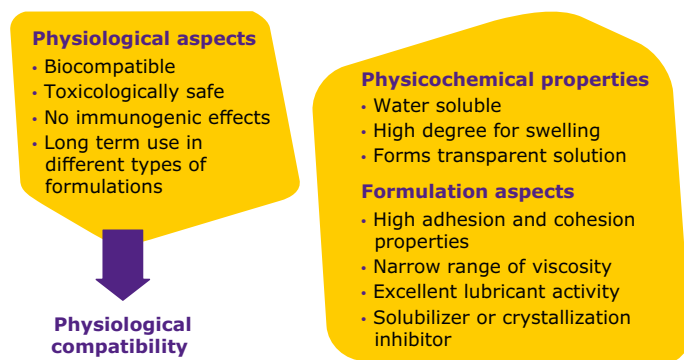 Physiological aspects
• Biocompatible
• Toxicologically safe
• No immunogenic effects
• Long term use in
different types of
formulations
Physiological
compatibility
Physicochemical properties
• Water soluble
• High degree for swelling
• Forms transparent solution
Formulation aspects
• High adhesion and cohesion
properties
• Narrow range of viscosity
• Excellent lubricant activity
• Solubilizer or crystallization
inhibitor